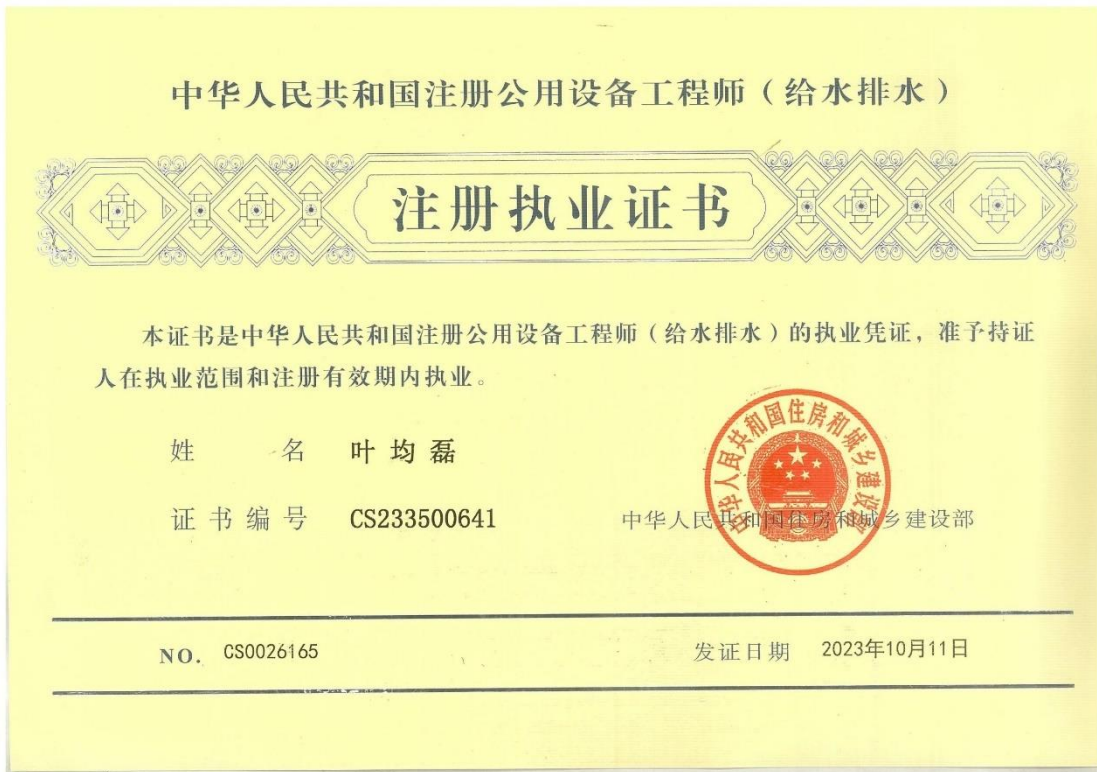 中华人民共和国注册公用设备工程师（给水排水）
注册执业证书
本证书是中华人民共和国注册公用设备工程师（给水排水）的执业凭证，准予持证
人在执业范围和注册有效期内执业。
姓 名 叶均磊
证书编号 CS233500641
中华人民共和国住房和城乡建设部
中华人民共和国住房和城乡建设部
NO. CS0026165
发证日期 2023年10月11日